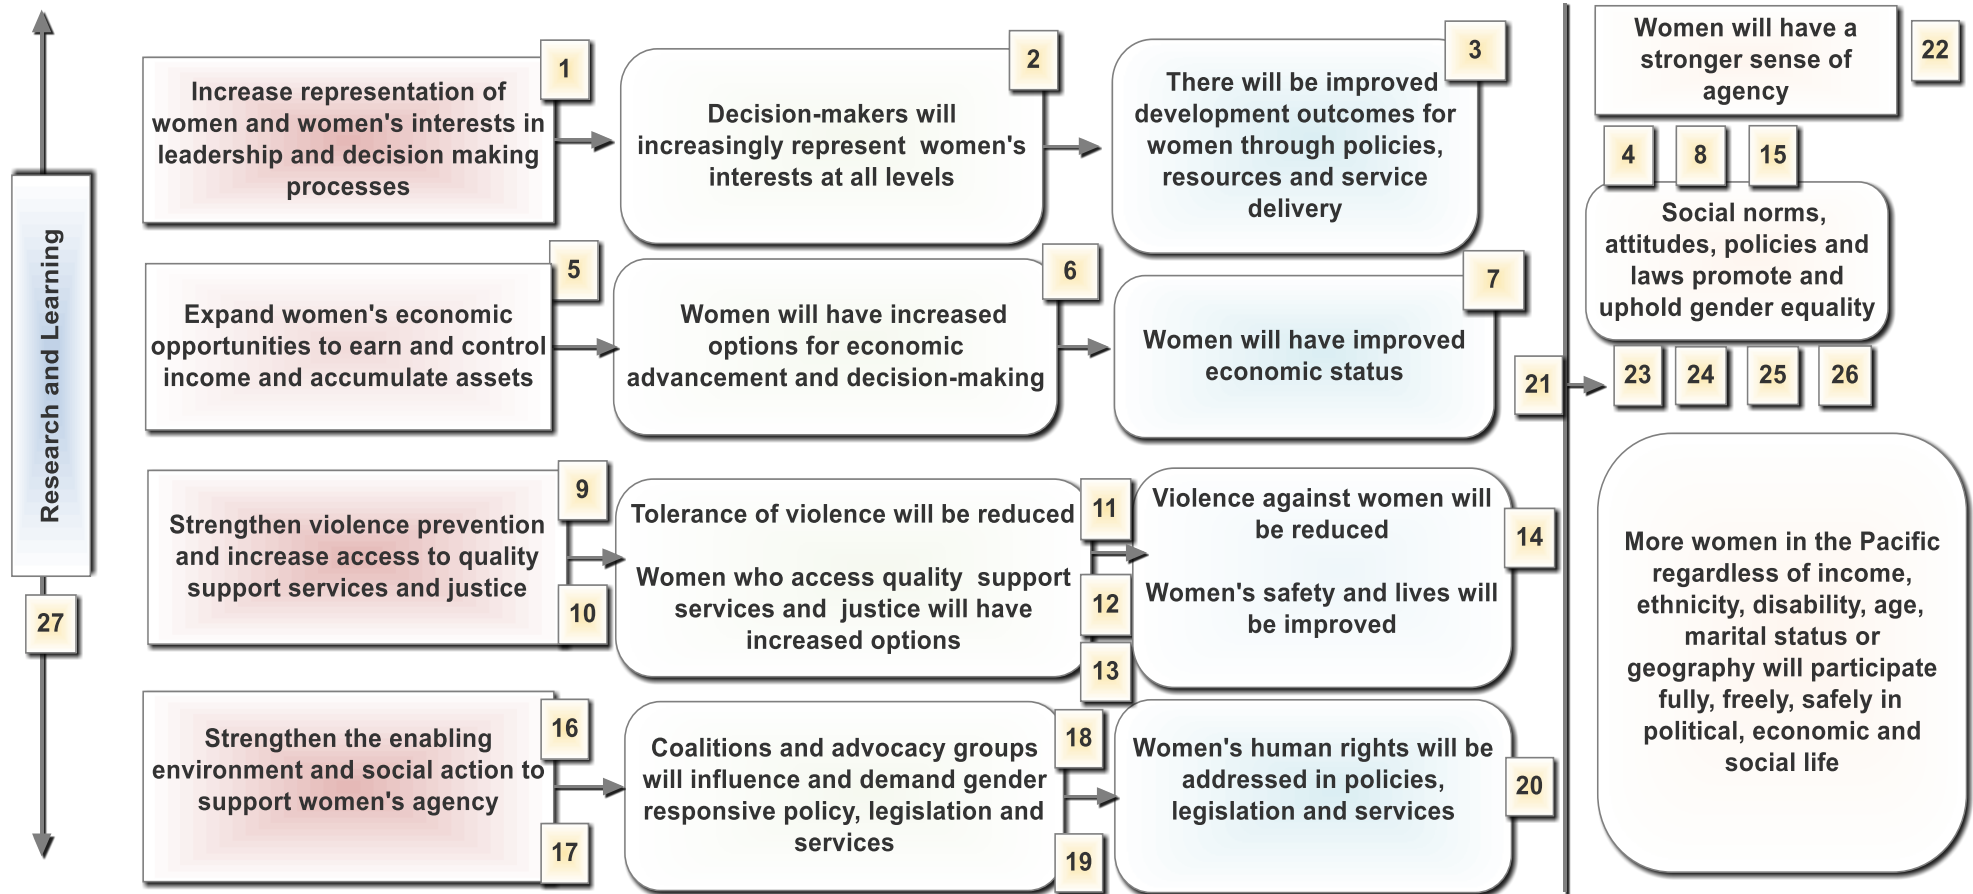 Research and Learning
27
1
Increase representation of
women and women's interests in
leadership and decision making
processes
2
Decision-makers will
increasingly represent women's
interests at all levels
3
There will be improved
development outcomes for
women through policies,
resources and service
delivery
5
Expand women's economic
opportunities to earn and control
income and accumulate assets
6
Women will have increased
options for economic
advancement and decision-making
7
Women will have improved
economic status
9
Strengthen violence prevention
and increase access to quality
support services and justice
10
Tolerance of violence will be reduced
Women who access quality support
services and justice will have
increased options
11
12
13
Violence against women will
be reduced
Women's safety and lives will
be improved
14
16
Strengthen the enabling
environment and social action to
support women's agency
17
Coalitions and advocacy groups
will influence and demand gender
responsive policy, legislation and
services
18
19
Women's human rights will be
addressed in policies,
legislation and services
20
21
Women will have a
stronger sense of
agency
22
4 8 15
Social norms,
attitudes, policies and
laws promote and
uphold gender equality
23 24 25 26
More women in the Pacific
regardless of income,
ethnicity, disability, age,
marital status or
geography will participate
fully, freely, safely in
political, economic and
social life